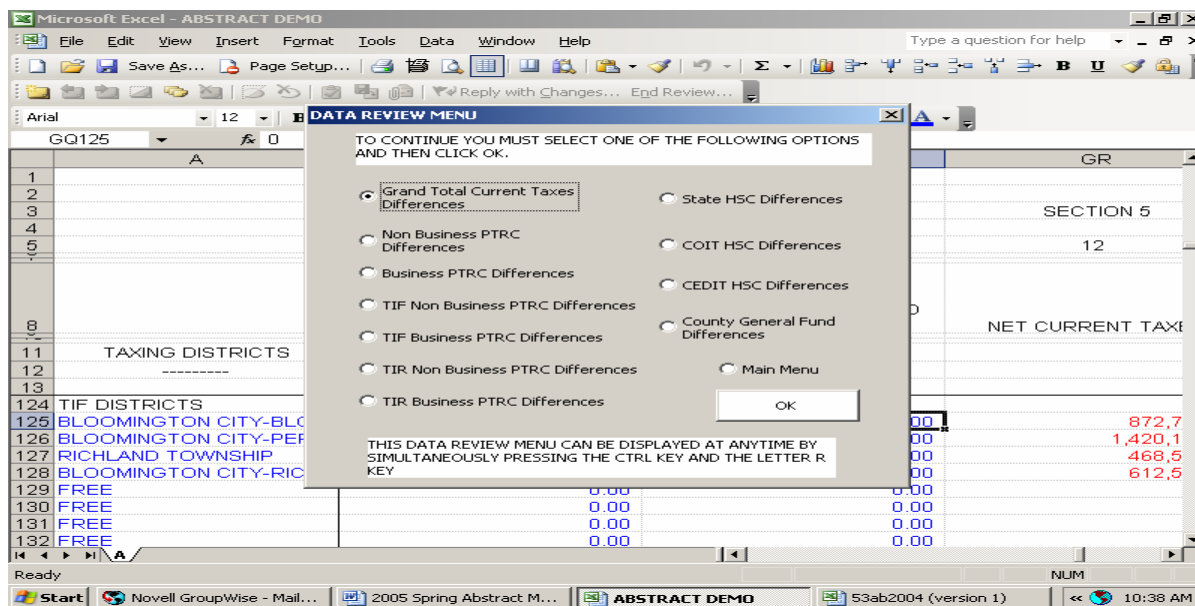 Microsoft Excel - ABSTRACT DEMO
File Edit View Insert Format Tools Data Window Help
Type a question for help
Save As... Page Setup... B U
Reply with Changes... End Review...
Arial 12 B A
GQ125 fx 0
A GR
DATA REVIEW MENU
TO CONTINUE YOU MUST SELECT ONE OF THE FOLLOWING OPTIONS
AND THEN CLICK OK.
Grand Total Current Taxes
Differences
Non Business PTRC
Differences
Business PTRC Differences
TIF Non Business PTRC Differences
TIF Business PTRC Differences
TIR Non Business PTRC Differences
TIR Business PTRC Differences
State HSC Differences
COIT HSC Differences
CEDIT HSC Differences
County General Fund
Differences
Main Menu
OK
THIS DATA REVIEW MENU CAN BE DISPLAYED AT ANYTIME BY
SIMULTANEOUSLY PRESSING THE CTRL KEY AND THE LETTER R
KEY
1
2
3 SECTION 5
4
5 12
8 NET CURRENT TAXE
11 TAXING DISTRICTS
12 ---------
13
124 TIF DISTRICTS
125 BLOOMINGTON CITY-BLO 00 872,7
126 BLOOMINGTON CITY-PER 00 1,420,1
127 RICHLAND TOWNSHIP 00 468,5
128 BLOOMINGTON CITY-RIC 00 612,5
129 FREE 0.00 0.00
130 FREE 0.00 0.00
131 FREE 0.00 0.00
132 FREE 0.00 0.00
A
Ready NUM
Start Novell GroupWise - Mail... 2005 Spring Abstract M... ABSTRACT DEMO 53ab2004 (version 1) « 10:38 AM